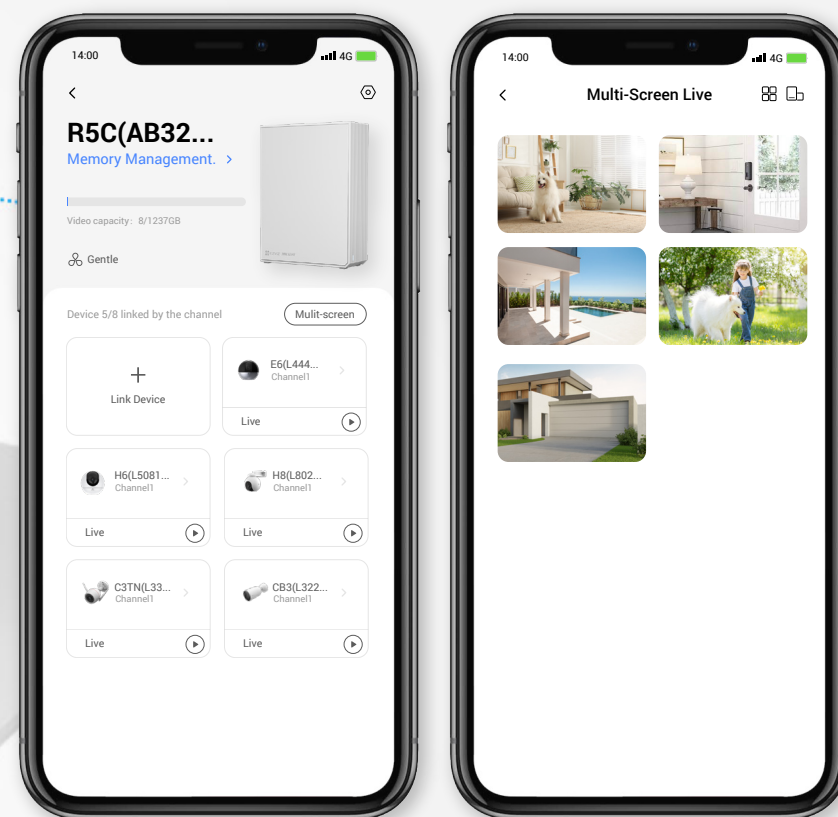 14:00
4G
R5C(AB32...
Memory Management.
Video capacity: 8/1237GB
Gentle
Device 5/8 linked by the channel
Mulit-screen
Link Device
E6(L444...
Channel1
Live
H6(L5081...
Channel1
Live
H8(L802...
Channel1
Live
C3TN(L33...
Channel1
Live
CB3(L322...
Channel1
Live
14:00
4G
Multi-Screen Live